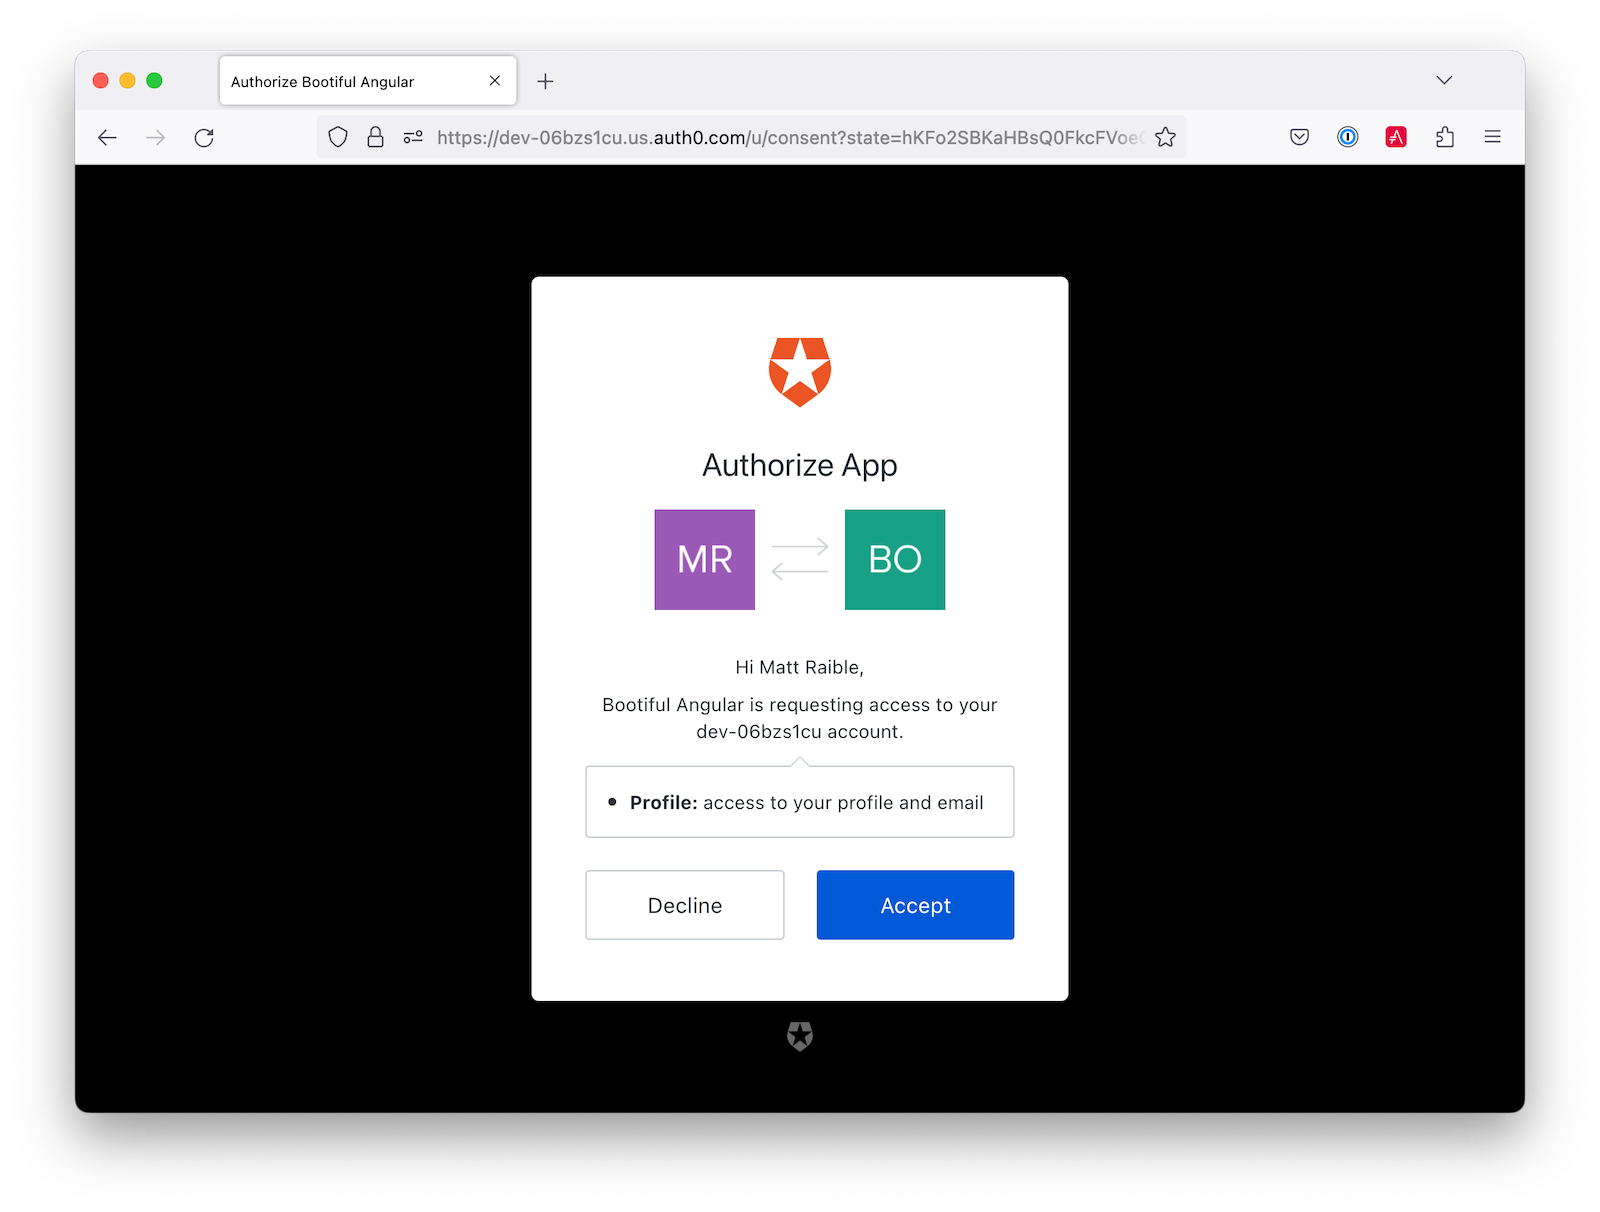 Authorize Bootiful Angular
https://dev-06bzs1cu.us.auth0.com/u/consent?state=hKFo2SBKaHBsQ0FkcFVoe
Authorize App
MR
BO
Hi Matt Raible,
Bootiful Angular is requesting access to your
dev-06bzs1cu account.
• Profile: access to your profile and email
Decline
Accept